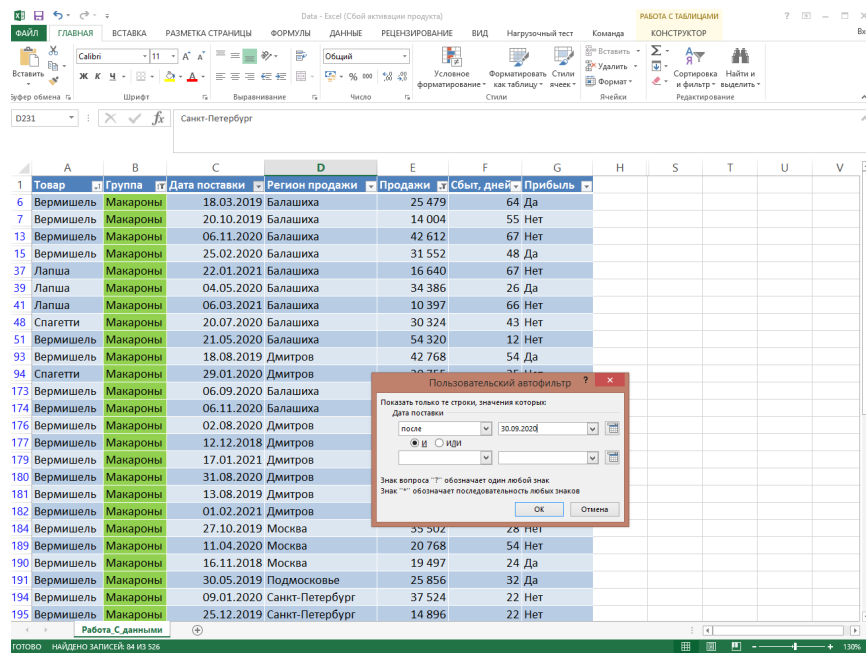 Data - Excel (Сбой активации продукта)
РАБОТА С ТАБЛИЦАМИ
ФАЙЛ ГЛАВНАЯ ВСТАВКА РАЗМЕТКА СТРАНИЦЫ ФОРМУЛЫ ДАННЫЕ РЕЦЕНЗИРОВАНИЕ ВИД Нагрузочный тест Команда КОНСТРУКТОР
Calibri 11 Общий
Вставить Ж К Ч Условное форматирование Форматировать как таблицу Стили ячеек Вставить Удалить Формат Сортировка и фильтр Найти и выделить
Буфер обмена Шрифт Выравнивание Число Стили Ячейки Редактирование
D231 fx Санкт-Петербург
A B C D E F G H S T U V
1 Товар Группа Дата поставки Регион продажи Продажи Сбыт, дней Прибыль
6 Вермишель Макароны 18.03.2019 Балашиха 25 479 64 Да
7 Вермишель Макароны 20.10.2019 Балашиха 14 004 55 Нет
13 Вермишель Макароны 06.11.2020 Балашиха 42 612 67 Нет
15 Вермишель Макароны 25.02.2020 Балашиха 31 552 48 Да
37 Лапша Макароны 22.01.2021 Балашиха 16 640 67 Нет
39 Лапша Макароны 04.05.2020 Балашиха 34 386 26 Да
41 Лапша Макароны 06.03.2021 Балашиха 10 397 66 Нет
48 Спагетти Макароны 20.07.2020 Балашиха 30 324 43 Нет
51 Вермишель Макароны 21.05.2020 Балашиха 54 320 12 Нет
93 Вермишель Макароны 18.08.2019 Дмитров 42 768 54 Да
94 Спагетти Макароны 29.01.2020 Дмитров
173 Вермишель Макароны 06.09.2020 Балашиха
174 Вермишель Макароны 06.11.2020 Балашиха
176 Вермишель Макароны 02.08.2020 Дмитров
177 Вермишель Макароны 12.12.2018 Дмитров
179 Вермишель Макароны 17.01.2021 Дмитров
180 Вермишель Макароны 31.08.2020 Дмитров
181 Вермишель Макароны 13.08.2019 Дмитров
182 Вермишель Макароны 01.02.2021 Дмитров
184 Вермишель Макароны 27.10.2019 Москва 35 502 28 Нет
189 Вермишель Макароны 11.04.2020 Москва 20 768 54 Нет
190 Вермишель Макароны 16.11.2018 Москва 19 497 24 Да
191 Вермишель Макароны 30.05.2019 Подмосковье 25 856 32 Да
194 Вермишель Макароны 09.01.2020 Санкт-Петербург 37 524 22 Нет
195 Вермишель Макароны 25.12.2019 Санкт-Петербург 14 896 22 Нет
Пользовательский автофильтр
Показать только те строки, значения которых:
Дата поставки
после 30.09.2020
И ИЛИ
Знак вопроса "?" обозначает один любой знак
Знак "*" обозначает последовательность любых знаков
ОК Отмена
Работа_С_данными
ГОТОВО НАЙДЕНО ЗАПИСЕЙ: 84 ИЗ 526 130%